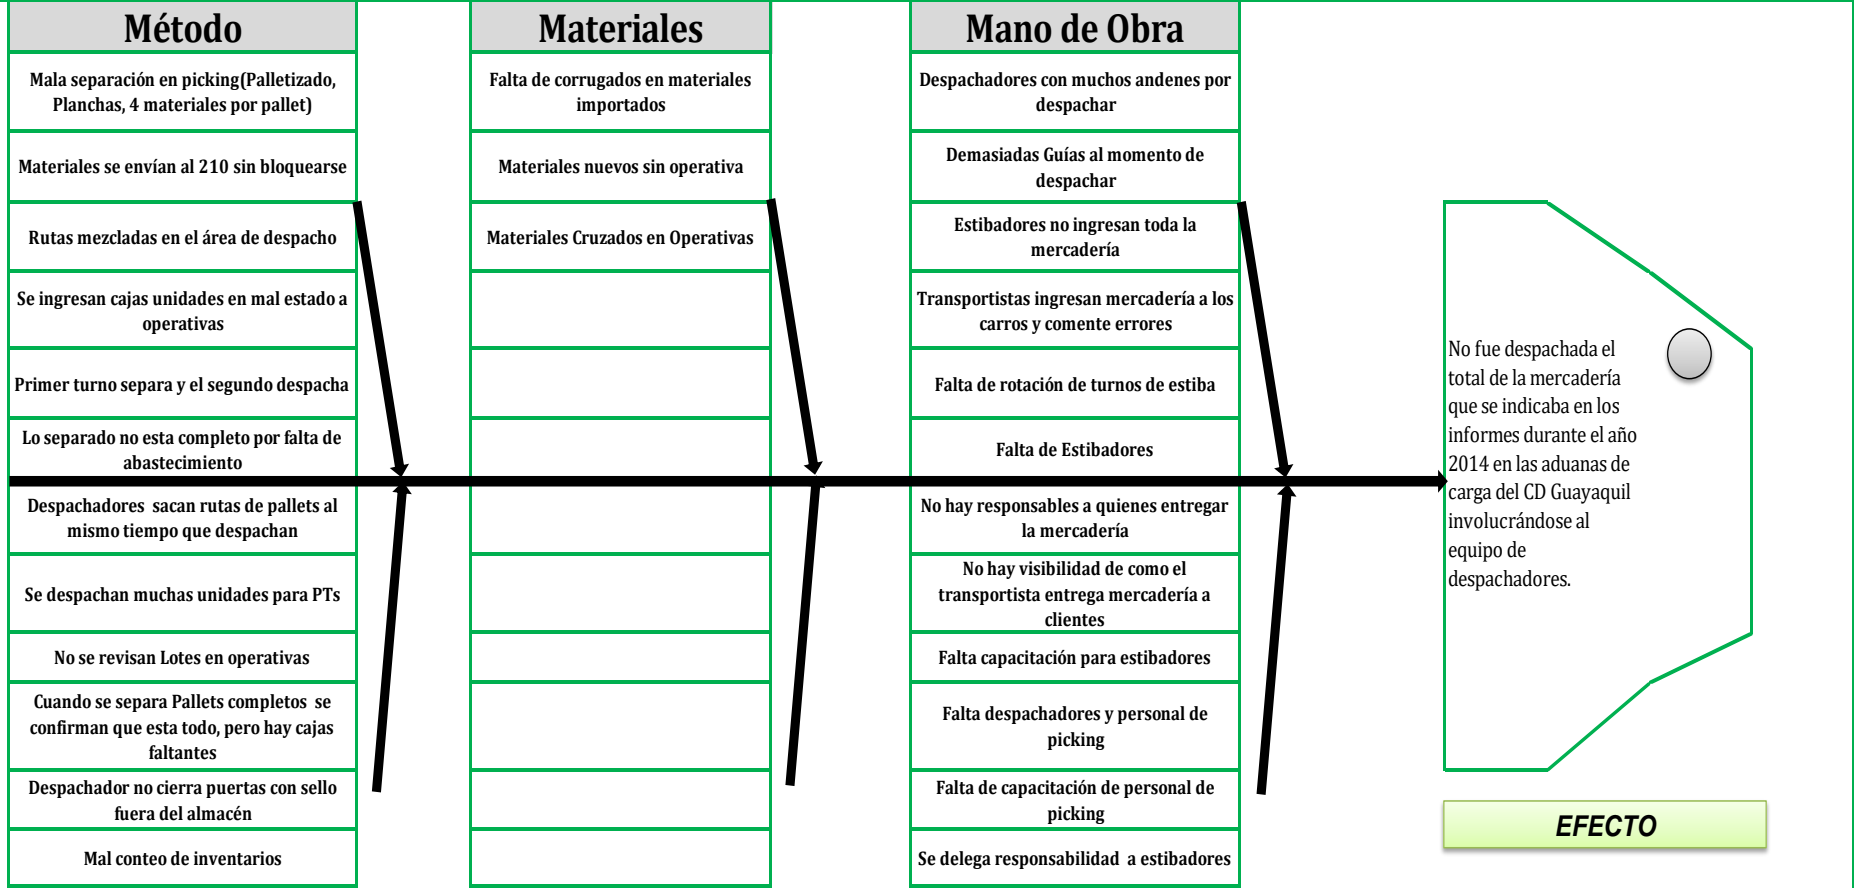 Método
Mala separación en picking(Palletizado,
Planchas, 4 materiales por pallet)
Materiales se envían al 210 sin bloquearse
Rutas mezcladas en el área de despacho
Se ingresan cajas unidades en mal estado a
operativas
Primer turno separa y el segundo despacha
Lo separado no esta completo por falta de
abastecimiento
Despachadores  sacan rutas de pallets al
mismo tiempo que despachan
Se despachan muchas unidades para PTs
No se revisan Lotes en operativas
Cuando se separa Pallets completos  se
confirman que esta todo, pero hay cajas
faltantes
Despachador no cierra puertas con sello
fuera del almacén
Mal conteo de inventarios
Materiales
Falta de corrugados en materiales
importados
Materiales nuevos sin operativa
Materiales Cruzados en Operativas
Mano de Obra
Despachadores con muchos andenes por
despachar
Demasiadas Guías al momento de
despachar
Estibadores no ingresan toda la
mercadería
Transportistas ingresan mercadería a los
carros y comente errores
Falta de rotación de turnos de estiba
Falta de Estibadores
No hay responsables a quienes entregar
la mercadería
No hay visibilidad de como el
transportista entrega mercadería a
clientes
Falta capacitación para estibadores
Falta despachadores y personal de
picking
Falta de capacitación de personal de
picking
Se delega responsabilidad  a estibadores
No fue despachada el
total de la mercadería
que se indicaba en los
informes durante el año
2014 en las aduanas de
carga del CD Guayaquil
involucrándose al
equipo de
despachadores.
EFECTO